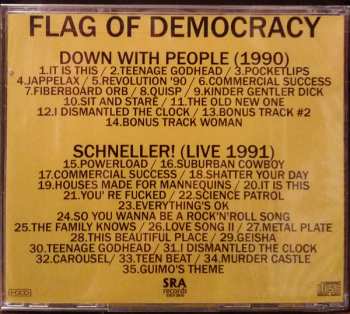 FLAG OF DEMOCRACY
DOWN WITH PEOPLE (1990)
1.IT IS THIS / 2.TEENAGE GODHEAD / 3.POCKETLIPS
4.JAPPELAX / 5.REVOLUTION '90 / 6.COMMERCIAL SUCCESS
7.FIBERBOARD ORB / 8.QUISP / 9.KINDER GENTLER DICK
10.SIT AND STARE / 11.THE OLD NEW ONE
12.I DISMANTLED THE CLOCK / 13.BONUS TRACK #2
14.BONUS TRACK WOMAN
SCHNELLER! (LIVE 1991)
15.POWERLOAD / 16.SUBURBAN COWBOY
17.COMMERCIAL SUCCESS / 18.SHATTER YOUR DAY
19.HOUSES MADE FOR MANNEQUINS / 20.IT IS THIS
21.YOU' RE FUCKED / 22.SCIENCE PATROL
23.EVERYTHING'S OK
24.SO YOU WANNA BE A ROCK'N'ROLL SONG
25.THE FAMILY KNOWS / 26.LOVE SONG II / 27.METAL PLATE
28.THIS BEAUTIFUL PLACE / 29.GEISHA
30.TEENAGE GODHEAD / 31.I DISMANTLED THE CLOCK
32.CAROUSEL / 33.TEEN BEAT / 34.MURDER CASTLE
35.GUIMO'S THEME
SRA
records